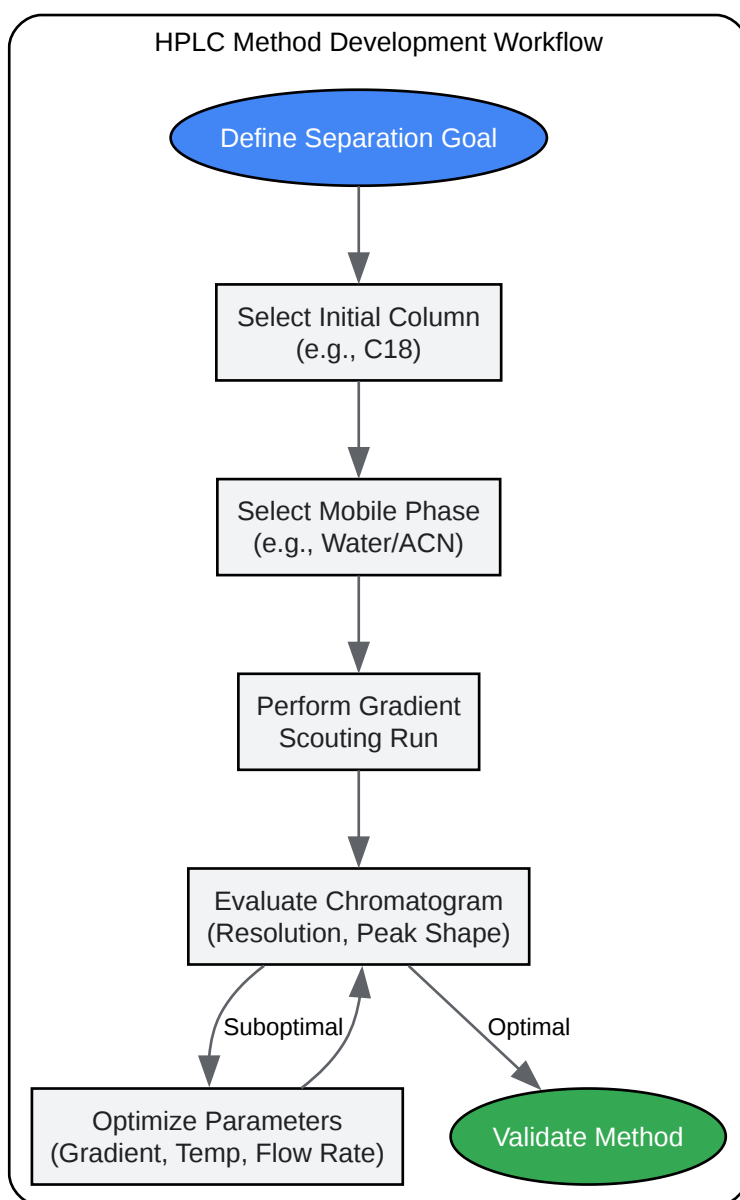 HPLC Method Development Workflow
Define Separation Goal
Select Initial Column
(e.g., C18)
Select Mobile Phase
(e.g., Water/ACN)
Perform Gradient
Scouting Run
Evaluate Chromatogram
(Resolution, Peak Shape)
Suboptimal
Optimal
Optimize Parameters
(Gradient, Temp, Flow Rate)
Validate Method